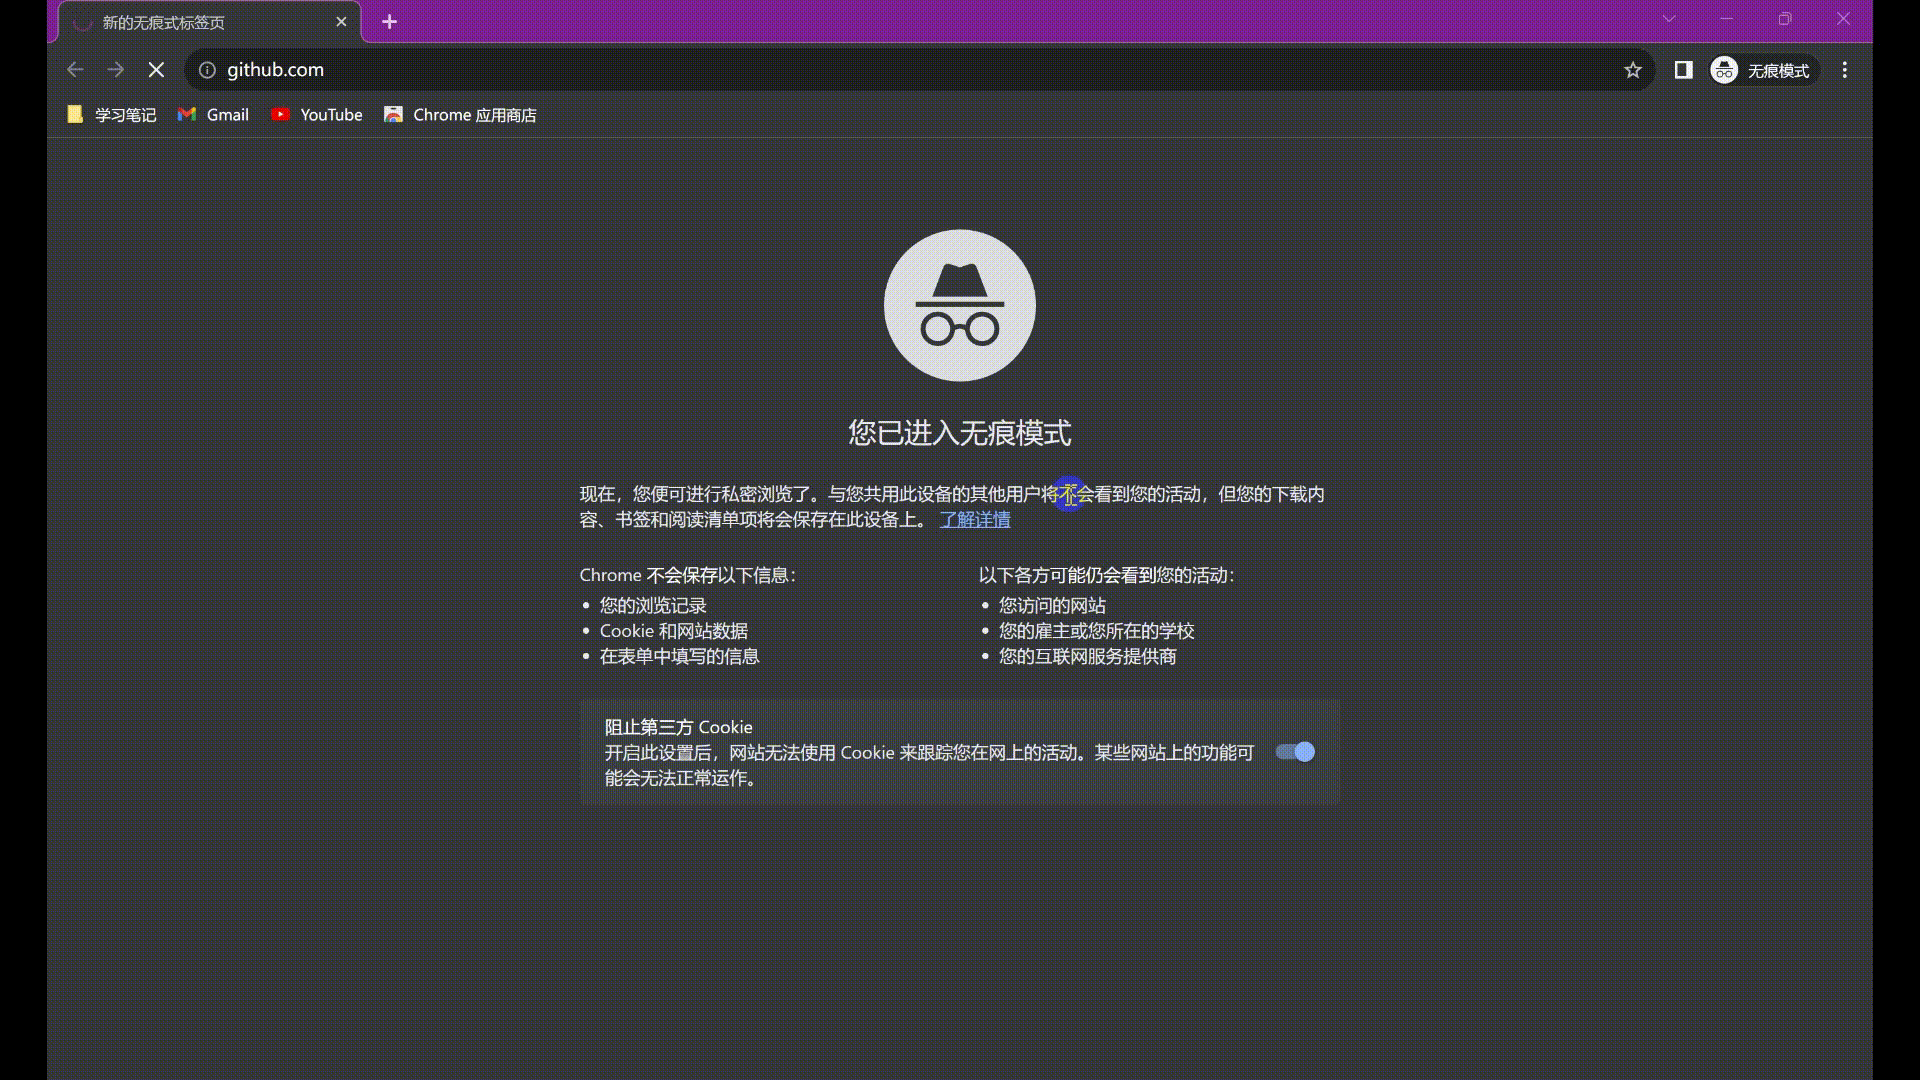 新的无痕式标签页
github.com
无痕模式
学习笔记 Gmail YouTube Chrome 应用商店
您已进入无痕模式
现在，您便可进行私密浏览了。与您共用此设备的其他用户将不会看到您的活动，但您的下载内
容、书签和阅读清单项将会保存在此设备上。 了解详情
Chrome 不会保存以下信息：
您的浏览记录
Cookie 和网站数据
在表单中填写的信息
以下各方可能仍会看到您的活动：
您访问的网站
您的雇主或您所在的学校
您的互联网服务提供商
阻止第三方 Cookie
开启此设置后，网站无法使用 Cookie 来跟踪您在网上的活动。某些网站上的功能可
能会无法正常运作。